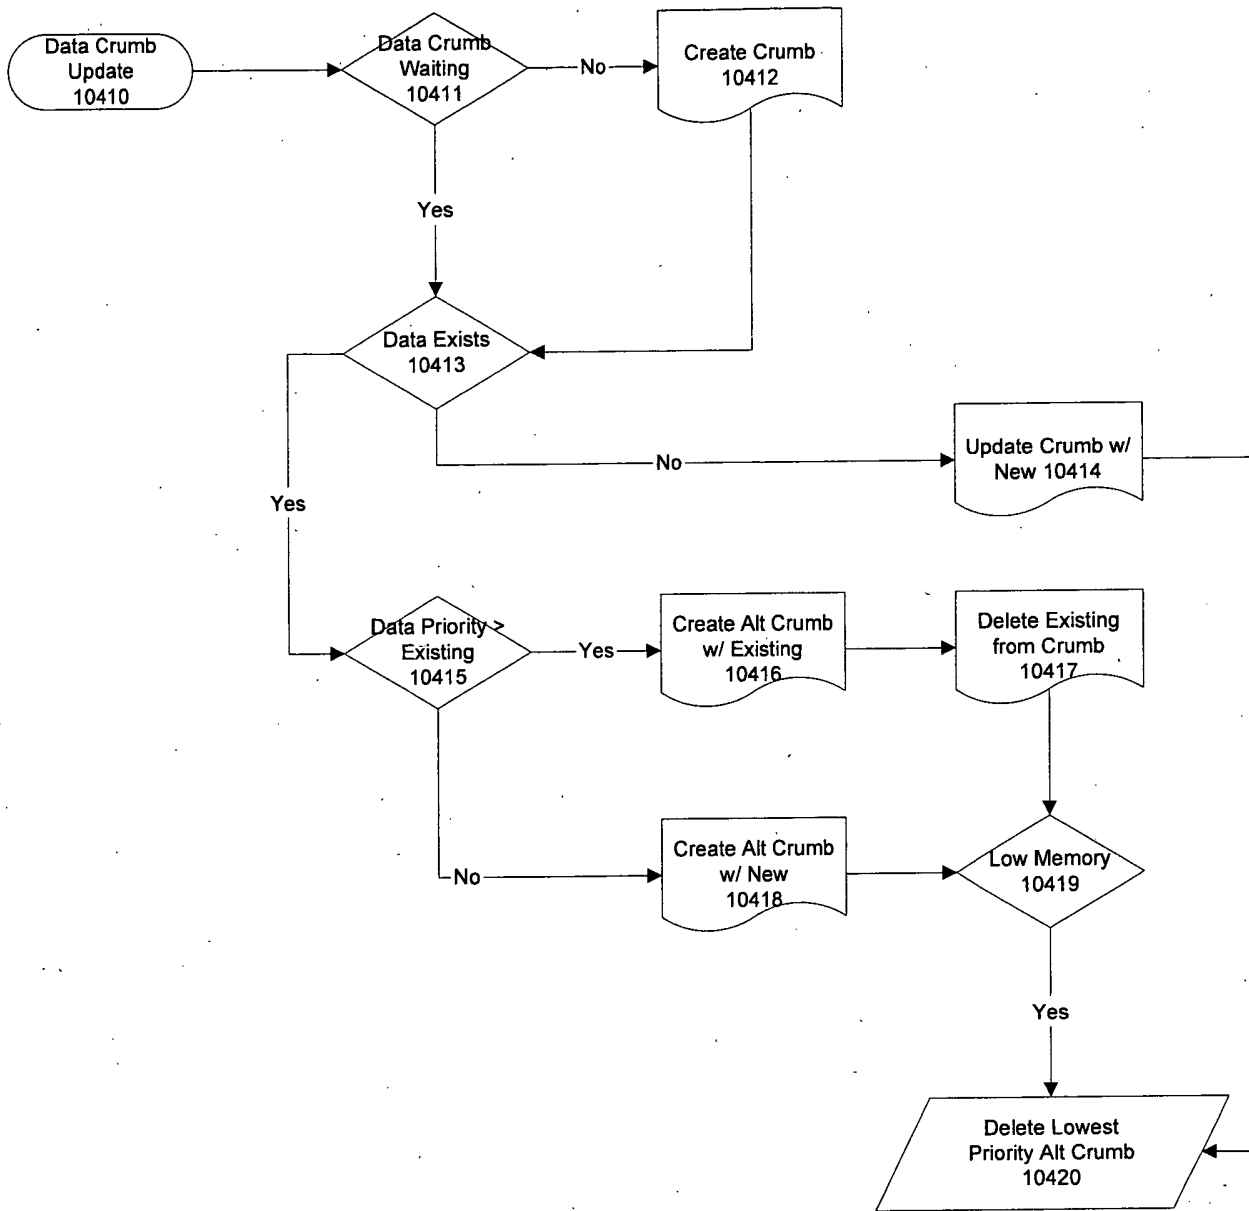 Data Crumb
Update
10410
Data Crumb
Waiting
10411
No
Create Crumb
10412
Yes
Data Exists
10413
No
Update Crumb w/
New 10414
Yes
Data Priority >
Existing
10415
Yes
Create Alt Crumb
w/ Existing
10416
Delete Existing
from Crumb
10417
No
Create Alt Crumb
w/ New
10418
Low Memory
10419
Yes
Delete Lowest
Priority Alt Crumb
10420